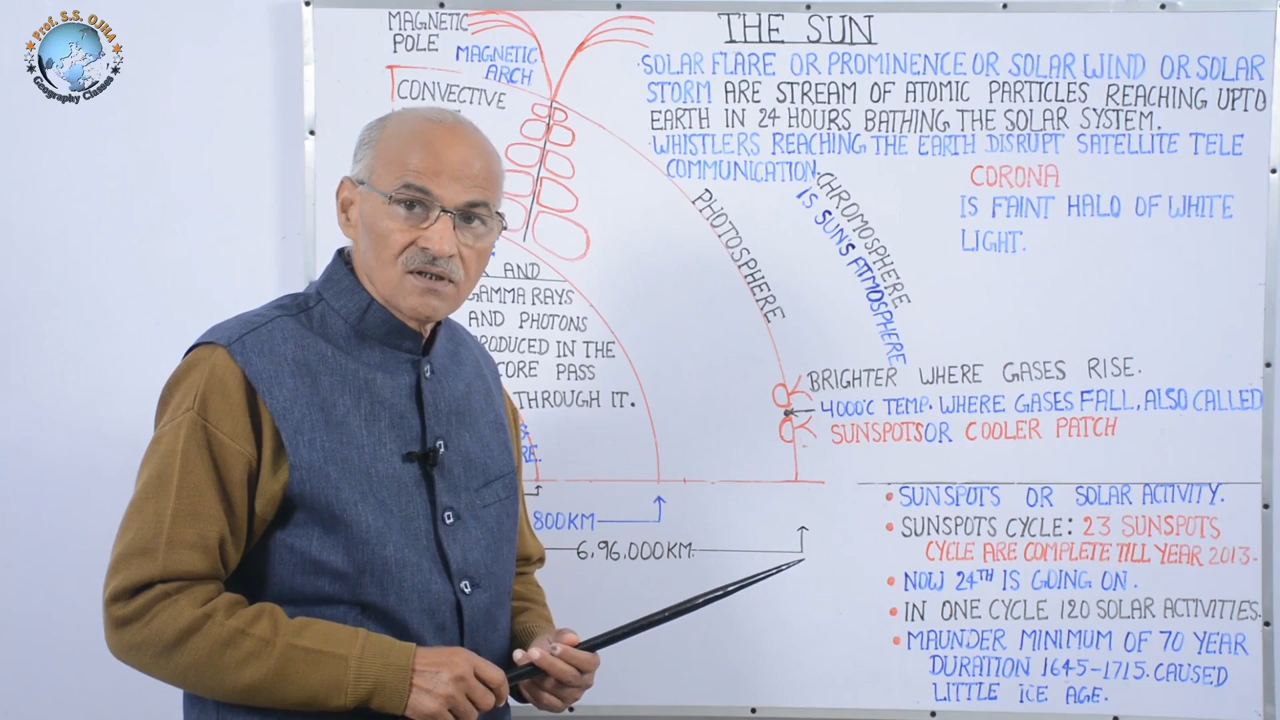 Prof. S.S. OJHA
Geography Classes
MAGNETIC
POLE
MAGNETIC
ARCH
CONVECTIVE
THE SUN
·SOLAR FLARE OR PROMINENCE OR SOLAR WIND OR SOLAR
STORM ARE STREAM OF ATOMIC PARTICLES REACHING UPTO
EARTH IN 24 HOURS BATHING THE SOLAR SYSTEM.
·WHISTLERS REACHING THE EARTH DISRUPT SATELLITE TELE
COMMUNICATION.
CORONA
IS FAINT HALO OF WHITE
LIGHT.
PHOTOSPHERE
CHROMOSPHERE
IS SUN'S ATMOSPHERE
AND
GAMMA RAYS
AND PHOTONS
RODUCED IN THE
CORE PASS
THROUGH IT.
RE.
BRIGHTER WHERE GASES RISE.
4000°C TEMP. WHERE GASES FALL, ALSO CALLED
SUNSPOTS OR COOLER PATCH
800KM
6,96,000KM
• SUNSPOTS OR SOLAR ACTIVITY.
• SUNSPOTS CYCLE: 23 SUNSPOTS
CYCLE ARE COMPLETE TILL YEAR 2013.
• NOW 24TH IS GOING ON.
• IN ONE CYCLE 120 SOLAR ACTIVITIES.
• MAUNDER MINIMUM OF 70 YEAR
DURATION 1645-1715. CAUSED
LITTLE ICE AGE.